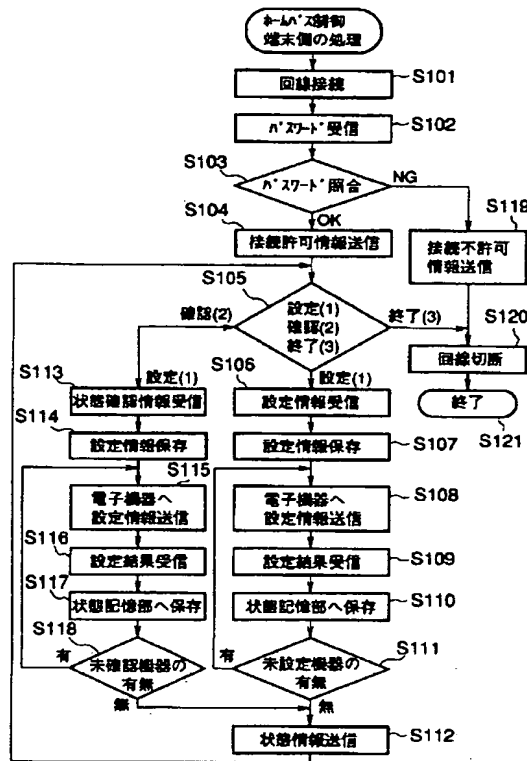 ホームバス制御
端末側の処理
S101
回線接続
S102
パスワード受信
S103
パスワード照合
NG
OK
S104
接続許可情報送信
S119
接続不許可
情報送信
S105
設定(1)
確認(2)
終了(3)
確認(2)
終了(3)
S120
回線切断
終了
S121
設定(1)
設定(1)
S113
状態確認情報受信
S106
設定情報受信
S114
設定情報保存
設定情報保存
S107
S115
電子機器へ
設定情報送信
電子機器へ
設定情報送信
S108
S116
設定結果受信
設定結果受信
S109
S117
状態記憶部へ保存
状態記憶部へ保存
S110
S118
有
未確認機器の
有無
無
有
未設定機器の
有無
無
S111
状態情報送信
S112